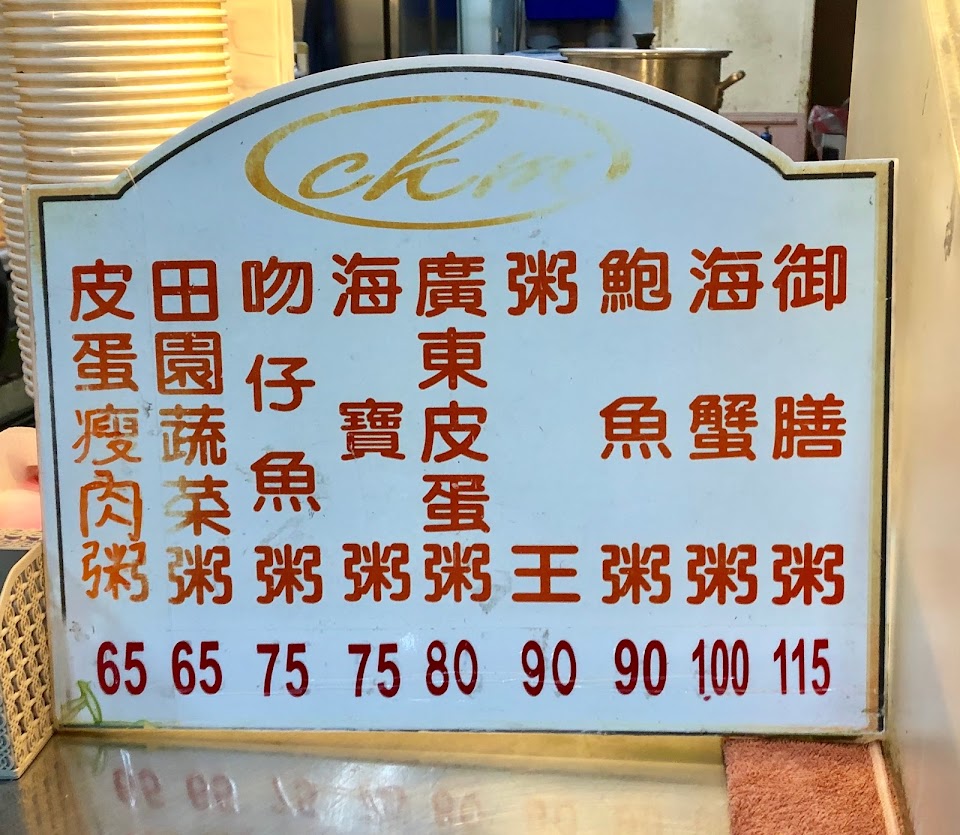 ckm
御膳粥 115
海蟹粥 100
鮑魚粥 90
粥王 90
廣東皮蛋粥 80
海寶粥 75
吻仔魚粥 75
田園蔬菜粥 65
皮蛋瘦肉粥 65